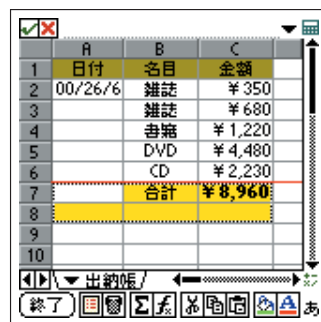 A B C
1 日付 名目 金額
2 00/26/6 雑誌 ¥350
3 雑誌 ¥680
4 書籍 ¥1,220
5 DVD ¥4,480
6 CD ¥2,230
7 合計 ¥8,960
8
9
10
出納帳
終了 Σ fx あ